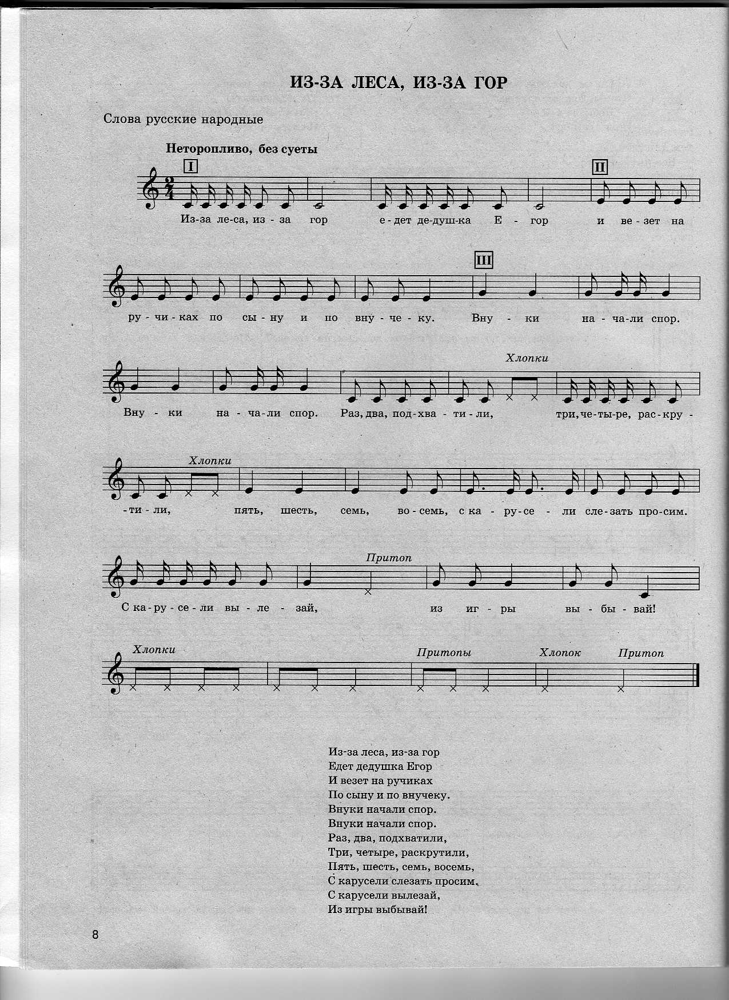 ИЗ-ЗА ЛЕСА, ИЗ-ЗА ГОР
Слова русские народные
Неторопливо, без суеты
I II
2
4
Из-за ле-са, из - за гор е - дет де-душ-ка Е - гор и ве - зет на
III
ру - чи - ках по сы - ну и по вну - че - ку. Вну - ки на - ча-ли спор.
Хлопки
Вну - ки на - ча-ли спор. Раз, два, под-хва - ти - ли, три, че-ты-ре, рас-кру -
Хлопки
-ти - ли, пять, шесть, семь, во - семь, с ка - ру-се - ли сле-зать про-сим.
Притоп
С ка-ру - се - ли вы - ле - зай, из иг - ры вы - бы - вай!
Хлопки Притопы Хлопок Притоп
Из-за леса, из-за гор
Едет дедушка Егор
И везет на ручиках
По сыну и по внучеку.
Внуки начали спор.
Внуки начали спор.
Раз, два, подхватили,
Три, четыре, раскрутили,
Пять, шесть, семь, восемь,
С карусели слезать просим.
С карусели вылезай,
Из игры выбывай!
8